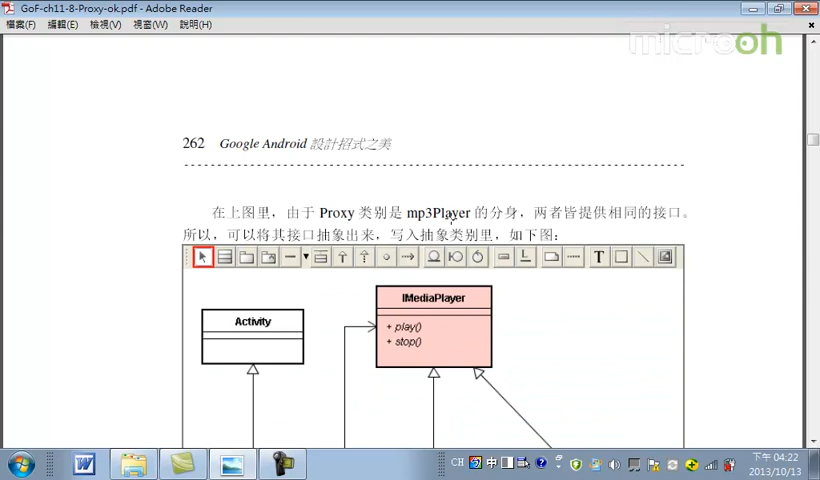 GoF-ch11-8-Proxy-ok.pdf - Adobe Reader
檔案(F) 編輯(E) 檢視(V) 視窗(W) 說明(H)
microoh
262 Google Android 設計招式之美
在上图里，由于 Proxy 类别是 mp3Player 的分身，两者皆提供相同的接口。
所以，可以将其接口抽象出来，写入抽象类别里，如下图：
T
IMediaPlayer
Activity
+ play()
+ stop()
CH 中
下午 04:22
2013/10/13